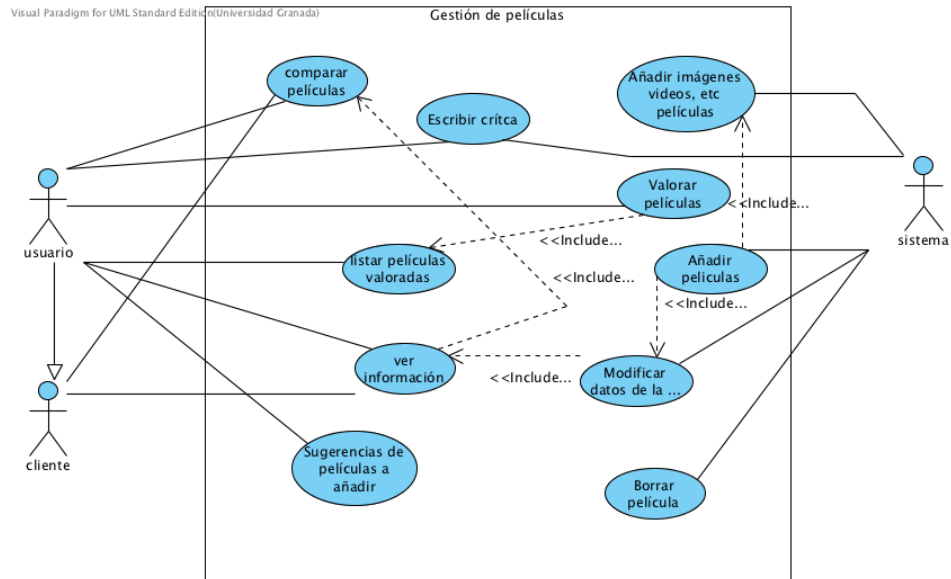 Visual Paradigm for UML Standard Edition(Universidad Granada)
Gestión de películas
comparar
películas
Añadir imágenes
videos, etc
películas
Escribir crítca
Valorar
películas
<<Include...
usuario
sistema
<<Include...
listar películas
valoradas
Añadir
peliculas
<<Include...
<<Include...
ver
información
<<Include...
Modificar
datos de la ...
cliente
Sugerencias de
películas a
añadir
Borrar
película